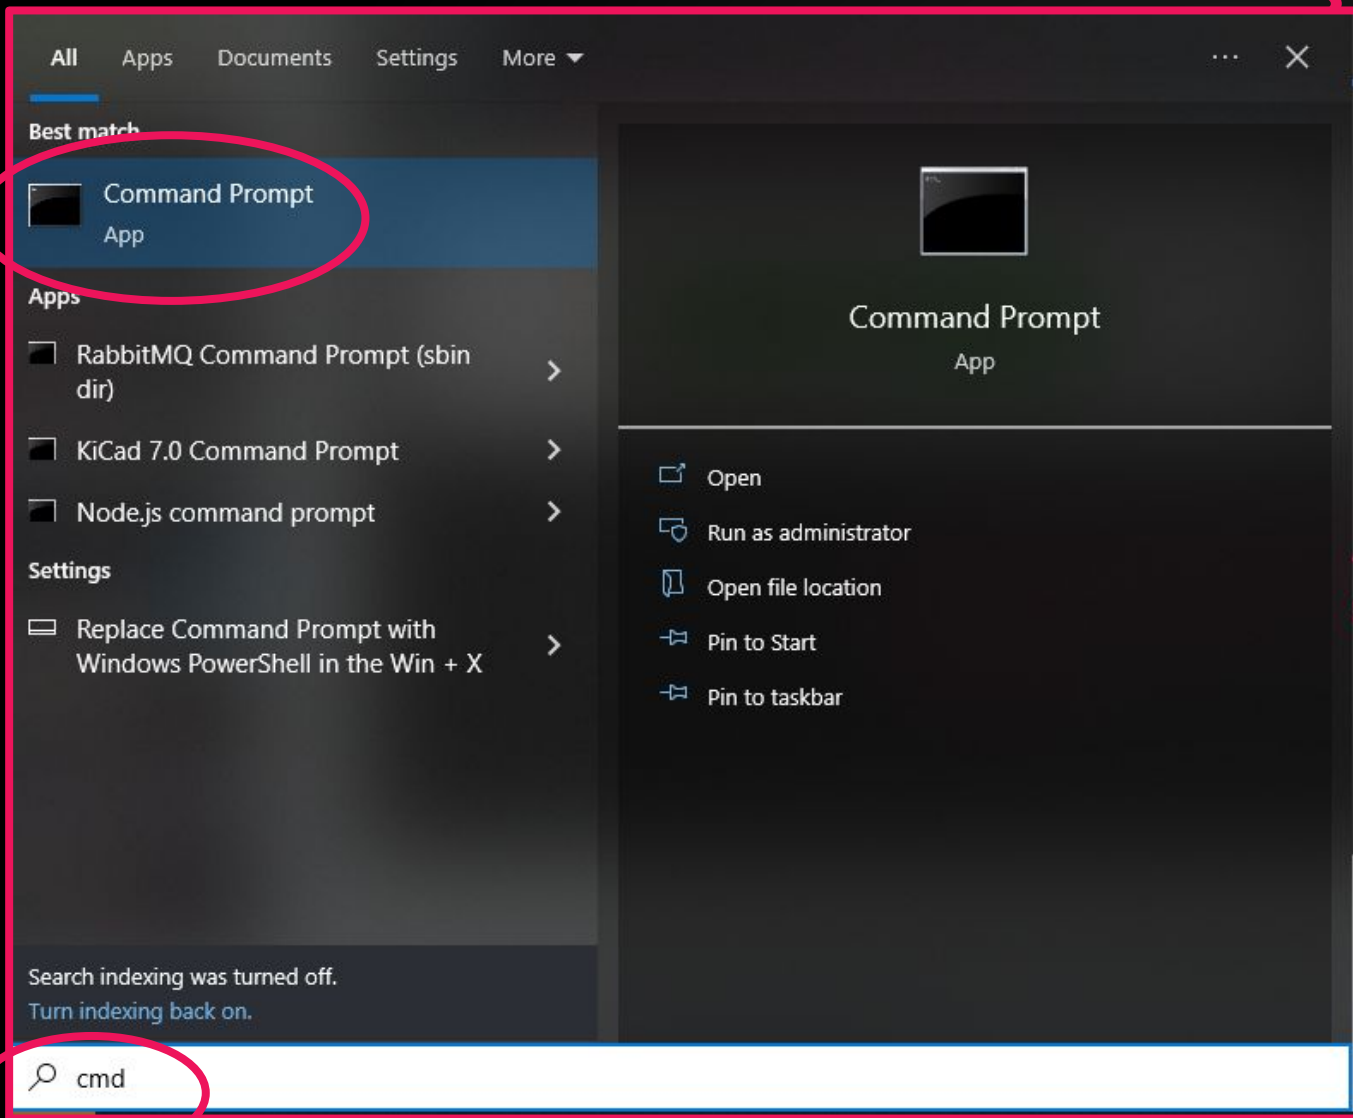 All Apps Documents Settings More
Best match
Command Prompt
App
Apps
RabbitMQ Command Prompt (sbin
dir)
KiCad 7.0 Command Prompt
Node.js command prompt
Settings
Replace Command Prompt with
Windows PowerShell in the Win + X
Search indexing was turned off.
Turn indexing back on.
cmd
Command Prompt
App
Open
Run as administrator
Open file location
Pin to Start
Pin to taskbar